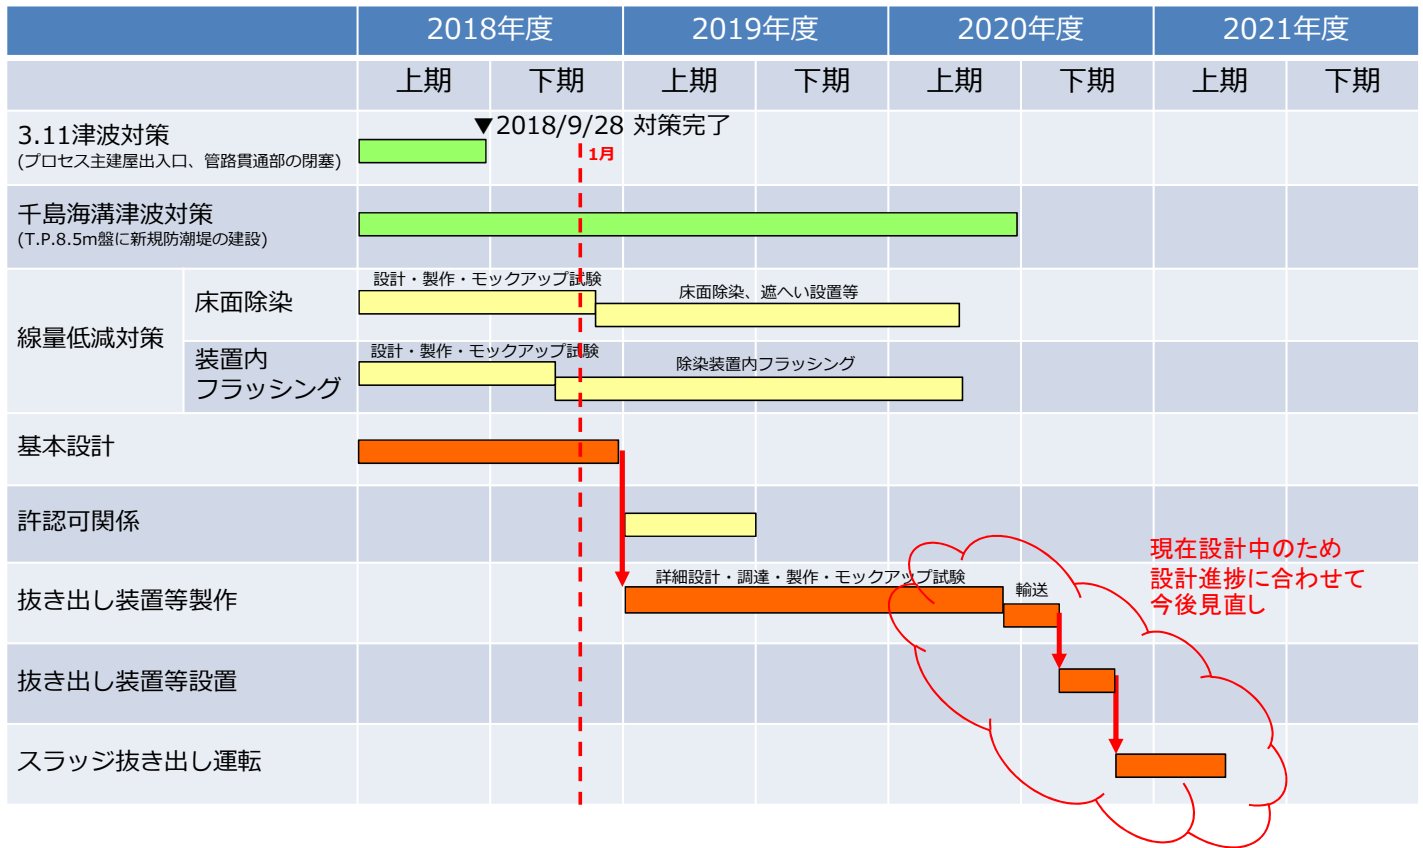 2018年度
2019年度
2020年度
2021年度
上期
下期
上期
下期
上期
下期
上期
下期
3.11津波対策
(プロセス主建屋出入口、管路貫通部の閉塞)
▼2018/9/28 対策完了
1月
千島海溝津波対策
(T.P.8.5m盤に新規防潮堤の建設)
線量低減対策
床面除染
設計・製作・モックアップ試験
床面除染、遮へい設置等
装置内
フラッシング
設計・製作・モックアップ試験
除染装置内フラッシング
基本設計
許認可関係
現在設計中のため
設計進捗に合わせて
今後見直し
抜き出し装置等製作
詳細設計・調達・製作・モックアップ試験
輸送
抜き出し装置等設置
スラッジ抜き出し運転